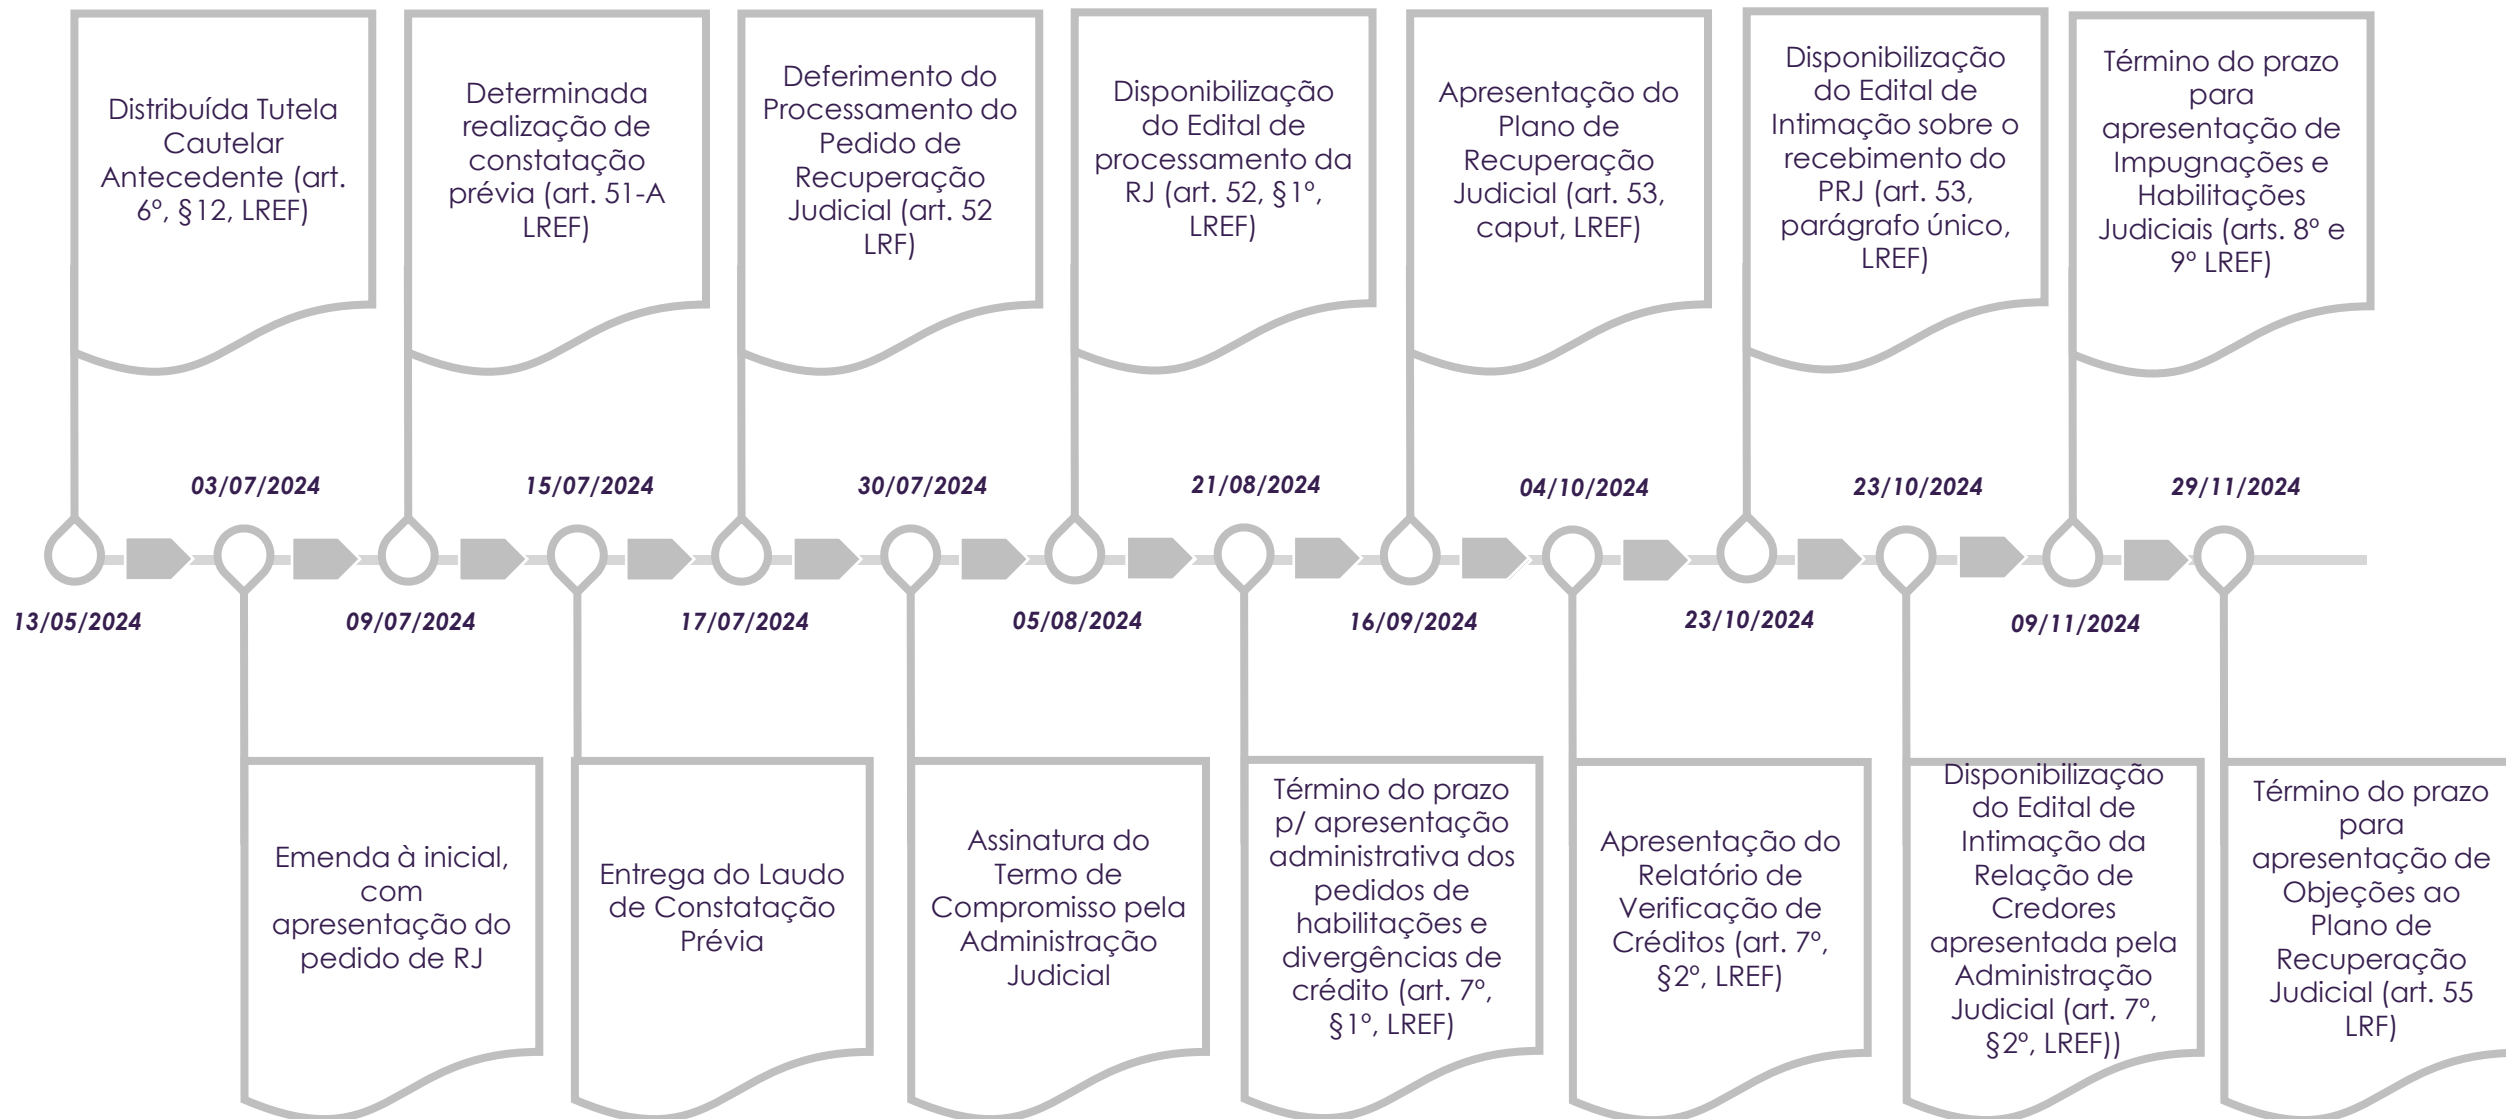 Distribuída Tutela
Cautelar
Antecedente (art.
6º, §12, LREF)
Determinada
realização de
constatação
prévia (art. 51-A
LREF)
Deferimento do
Processamento do
Pedido de
Recuperação
Judicial (art. 52
LRF)
Disponibilização
do Edital de
processamento da
RJ (art. 52, §1º,
LREF)
Apresentação do
Plano de
Recuperação
Judicial (art. 53,
caput, LREF)
Disponibilização
do Edital de
Intimação sobre o
recebimento do
PRJ (art. 53,
parágrafo único,
LREF)
Término do prazo
para
apresentação de
Impugnações e
Habilitações
Judiciais (arts. 8º e
9º LREF)
03/07/2024
15/07/2024
30/07/2024
21/08/2024
04/10/2024
23/10/2024
29/11/2024
13/05/2024
09/07/2024
17/07/2024
05/08/2024
16/09/2024
23/10/2024
09/11/2024
Emenda à inicial,
com
apresentação do
pedido de RJ
Entrega do Laudo
de Constatação
Prévia
Assinatura do
Termo de
Compromisso pela
Administração
Judicial
Término do prazo
p/ apresentação
administrativa dos
pedidos de
habilitações e
divergências de
crédito (art. 7º,
§1º, LREF)
Apresentação do
Relatório de
Verificação de
Créditos (art. 7º,
§2º, LREF)
Disponibilização
do Edital de
Intimação da
Relação de
Credores
apresentada pela
Administração
Judicial (art. 7º,
§2º, LREF))
Término do prazo
para
apresentação de
Objeções ao
Plano de
Recuperação
Judicial (art. 55
LRF)